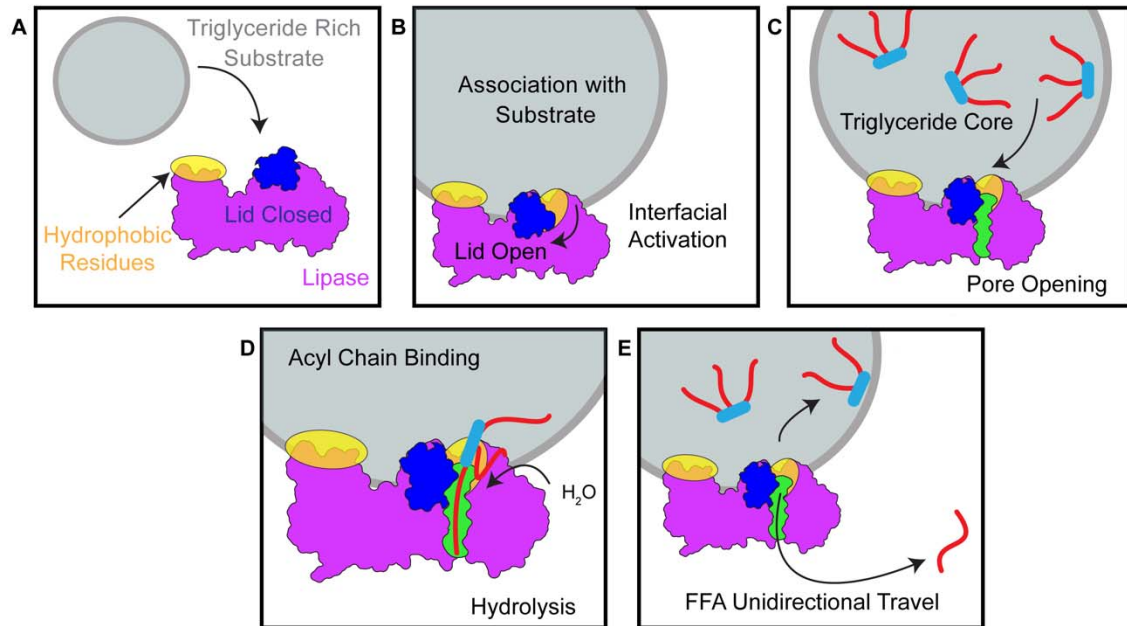 A
Triglyceride Rich
Substrate
Lid Closed
Hydrophobic
Residues
Lipase
B
Association with
Substrate
Lid Open
Interfacial
Activation
C
Triglyceride Core
Pore Opening
D
Acyl Chain Binding
H₂O
Hydrolysis
E
FFA Unidirectional Travel